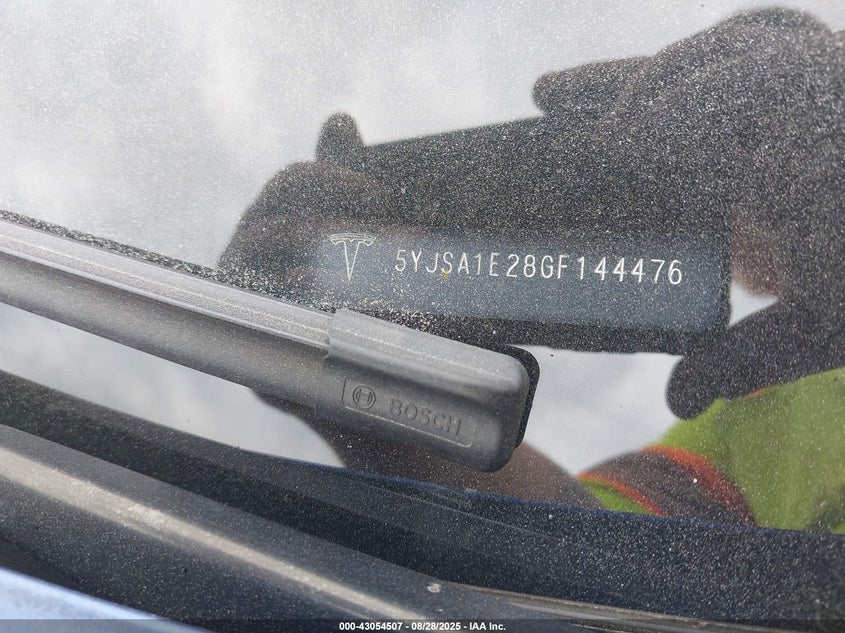 5YJSA1E28GF144476
BOSCH
000-43054507 - 08/28/2025 - IAA Inc.